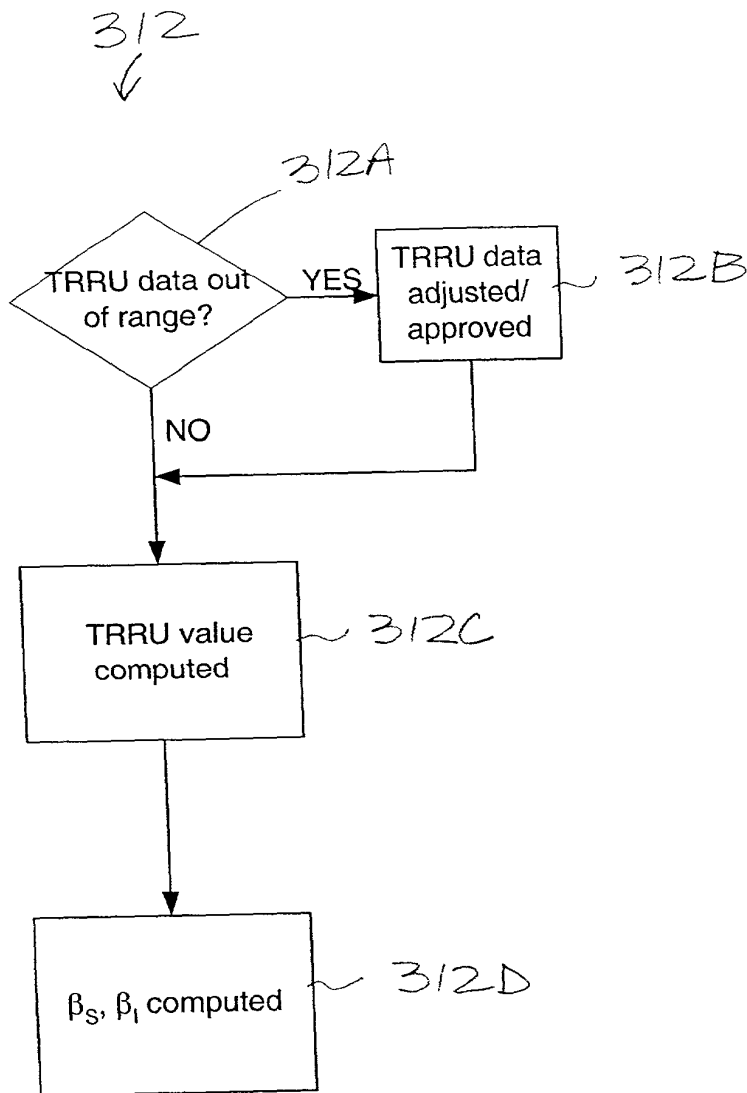 312
312A
TRRU data out
of range?
YES
TRRU data
adjusted/
approved
312B
NO
TRRU value
computed
312C
βS, βI computed
312D